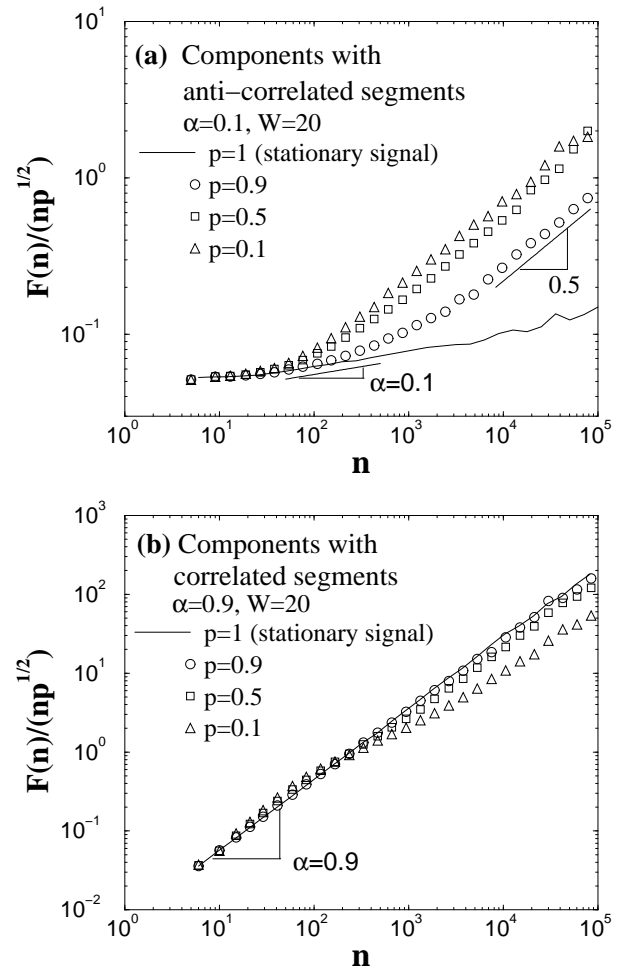 10^1
(a) Components with
anti−correlated segments
α=0.1, W=20
p=1 (stationary signal)
p=0.9
p=0.5
p=0.1
10^0
F(n)/(np^1/2)
0.5
10^−1
α=0.1
10^0 10^1 10^2 10^3 10^4 10^5
n
10^3
(b) Components with
correlated segments
10^2
α=0.9, W=20
p=1 (stationary signal)
p=0.9
p=0.5
p=0.1
10^1
10^0
F(n)/(np^1/2)
10^−1
α=0.9
10^−2
10^0 10^1 10^2 10^3 10^4 10^5
n